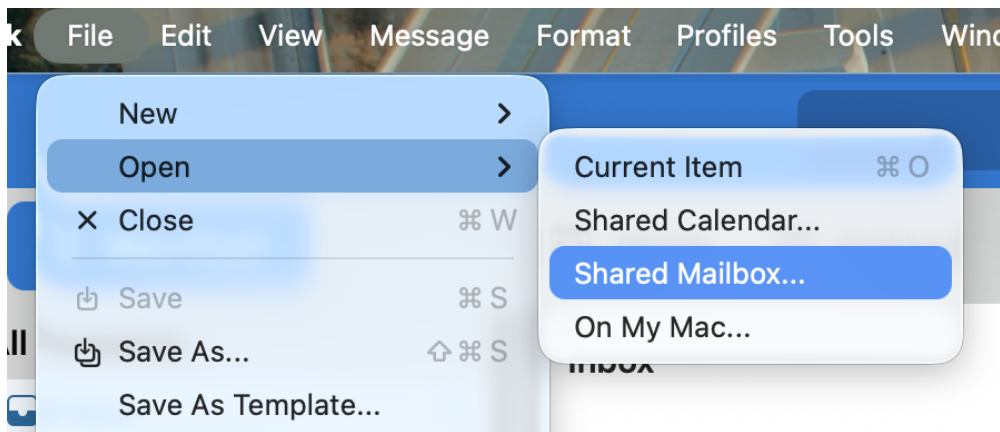 k File Edit View Message Format Profiles Tools Winc
New
Open
Close ⌘ W
Save ⌘ S
Save As... ⇧ ⌘ S
Save As Template...
Current Item ⌘ O
Shared Calendar...
Shared Mailbox...
On My Mac...
Inbox